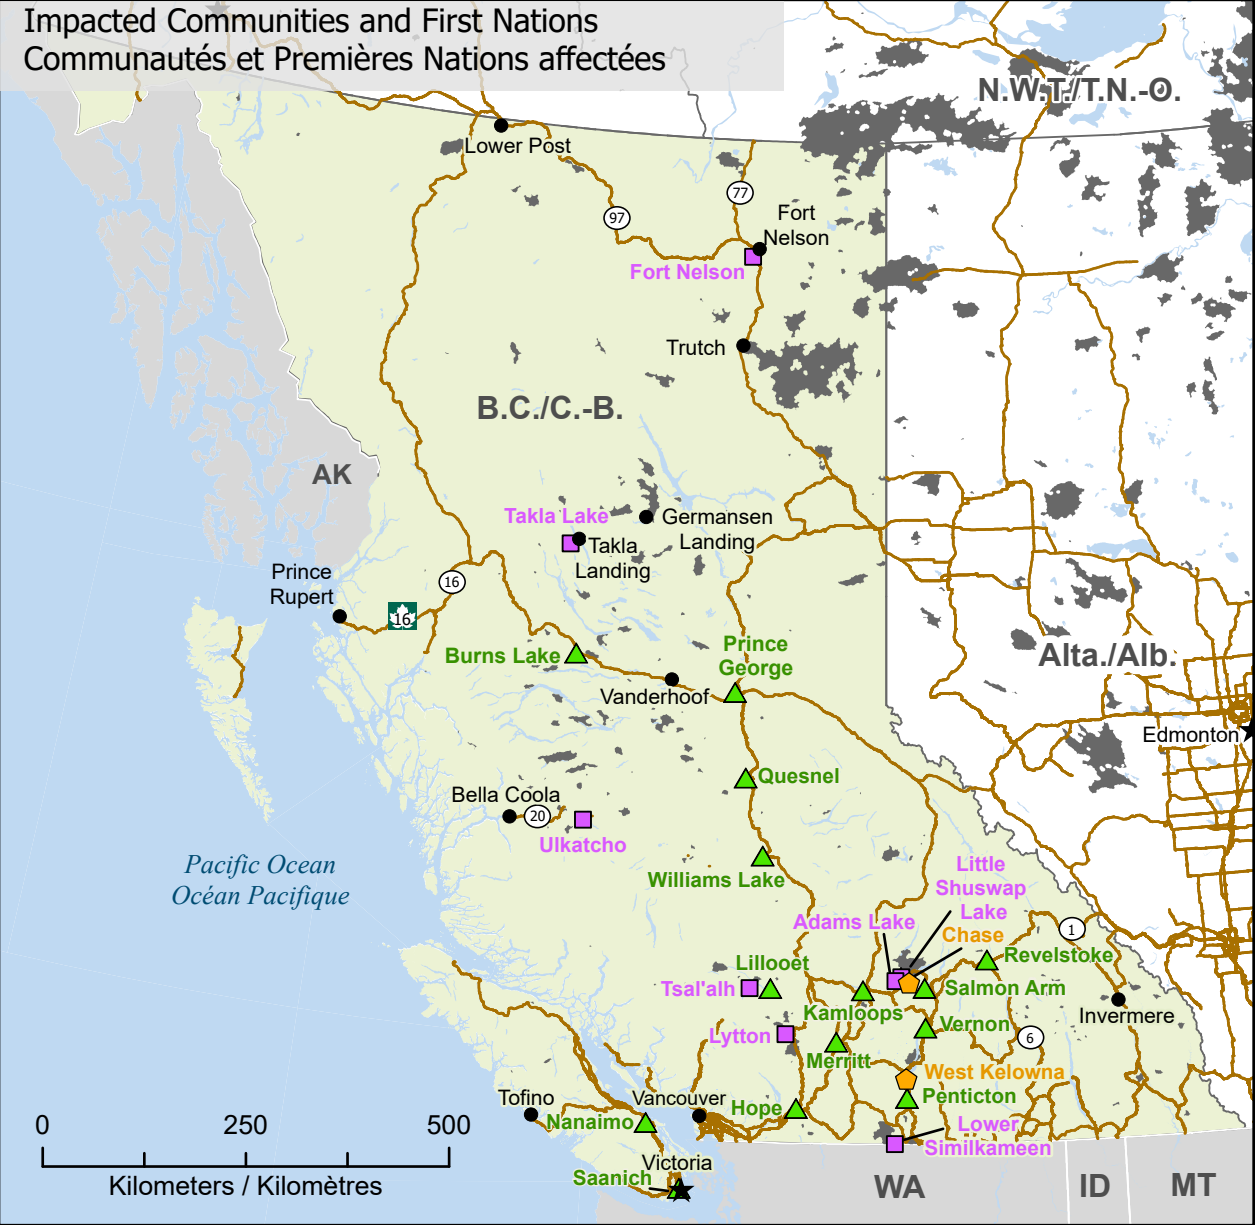 Impacted Communities and First Nations
Communautés et Premières Nations affectées
N.W.T./T.N.-O.
Lower Post
77
97
Fort
Nelson
Fort Nelson
Trutch
B.C./C.-B.
AK
Takla Lake
Germansen
Landing
Takla
Landing
Prince
Rupert
16
16
Burns Lake
Prince
George
Alta./Alb.
Vanderhoof
Edmonton
Quesnel
Bella Coola
20
Ulkatcho
Pacific Ocean
Océan Pacifique
Williams Lake
Little
Shuswap
Lake
Adams Lake
Chase
1
Revelstoke
Lillooet
Tsal'alh
Salmon Arm
Kamloops
Invermere
Vernon
Lytton
6
Merritt
West Kelowna
Penticton
Tofino
Vancouver
Hope
Nanaimo
Lower
Similkameen
0 250 500
Kilometers / Kilomètres
Victoria
Saanich
WA
ID
MT